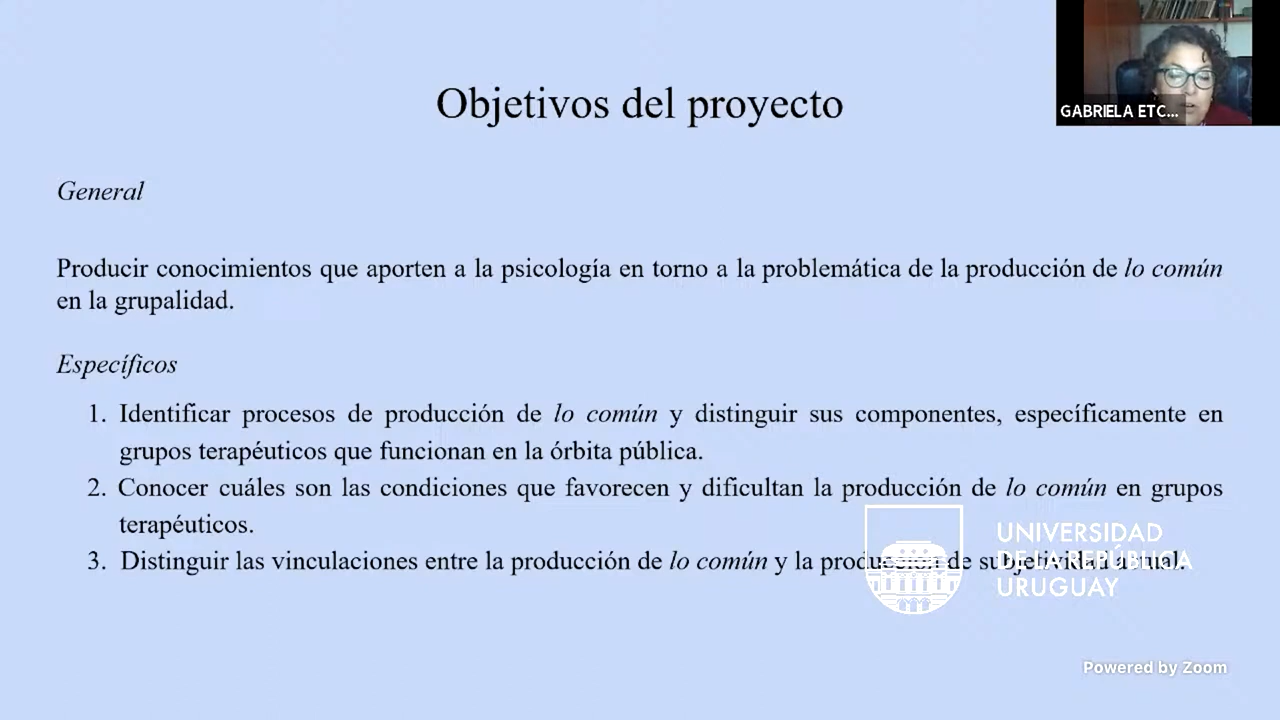 Objetivos del proyecto
GABRIELA ETC...
General
Producir conocimientos que aporten a la psicología en torno a la problemática de la producción de lo común
en la grupalidad.
Específicos
1. Identificar procesos de producción de lo común y distinguir sus componentes, específicamente en
grupos terapéuticos que funcionan en la órbita pública.
2. Conocer cuáles son las condiciones que favorecen y dificultan la producción de lo común en grupos
terapéuticos.
3. Distinguir las vinculaciones entre la producción de lo común y la producción de subjetividad actual.
UNIVERSIDAD
DE LA REPÚBLICA
URUGUAY
Powered by Zoom